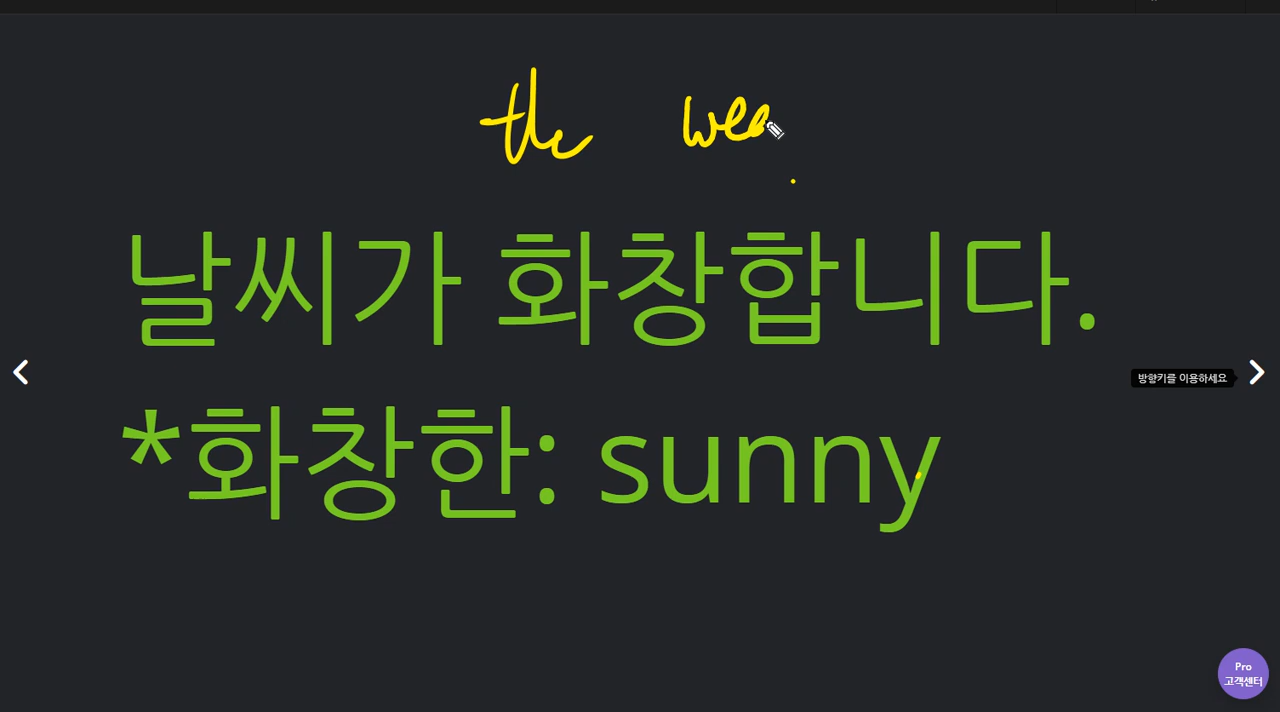 the wea
날씨가 화창합니다.
방향키를 이용하세요
*화창한: sunny
Pro
고객센터